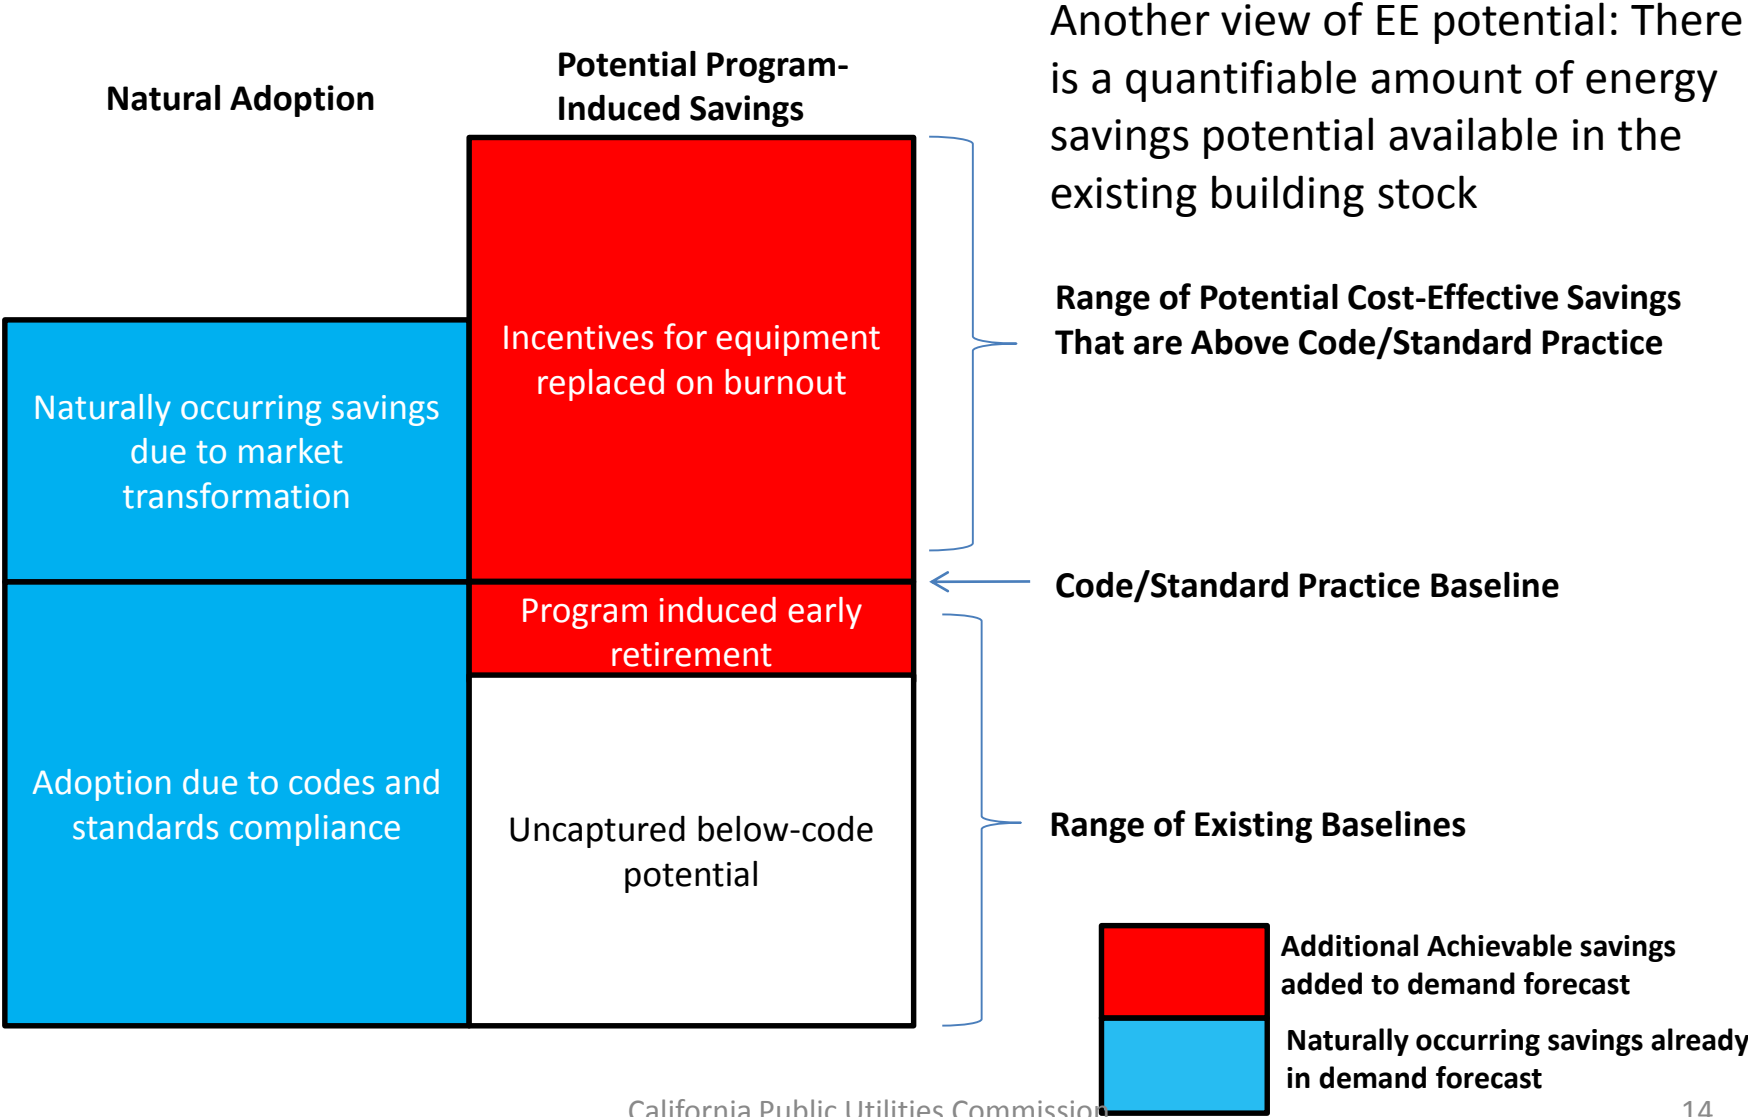 Another view of EE potential: There
is a quantifiable amount of energy
savings potential available in the
existing building stock
Natural Adoption
Potential Program-
Induced Savings
Incentives for equipment
replaced on burnout
Naturally occurring savings
due to market
transformation
Range of Potential Cost-Effective Savings
That are Above Code/Standard Practice
Code/Standard Practice Baseline
Program induced early
retirement
Adoption due to codes and
standards compliance
Uncaptured below-code
potential
Range of Existing Baselines
Additional Achievable savings
added to demand forecast
Naturally occurring savings already
in demand forecast
California Public Utilities Commission
14